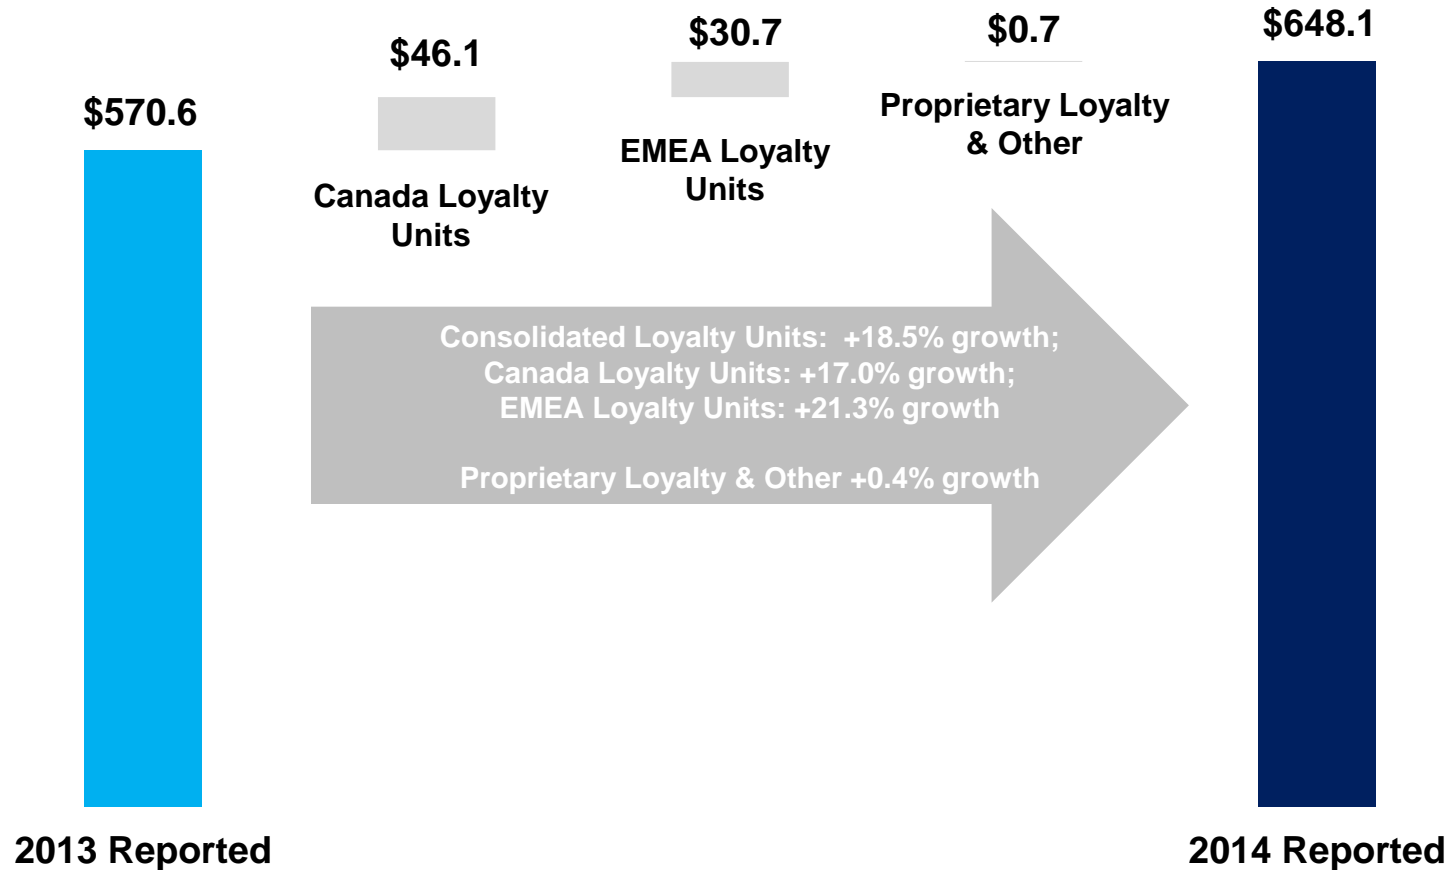 $570.6
$46.1
Canada Loyalty
Units
$30.7
EMEA Loyalty
Units
$0.7
Proprietary Loyalty
& Other
$648.1
Consolidated Loyalty Units:  +18.5% growth;
Canada Loyalty Units: +17.0% growth;
EMEA Loyalty Units: +21.3% growth
Proprietary Loyalty & Other +0.4% growth
2013 Reported
2014 Reported